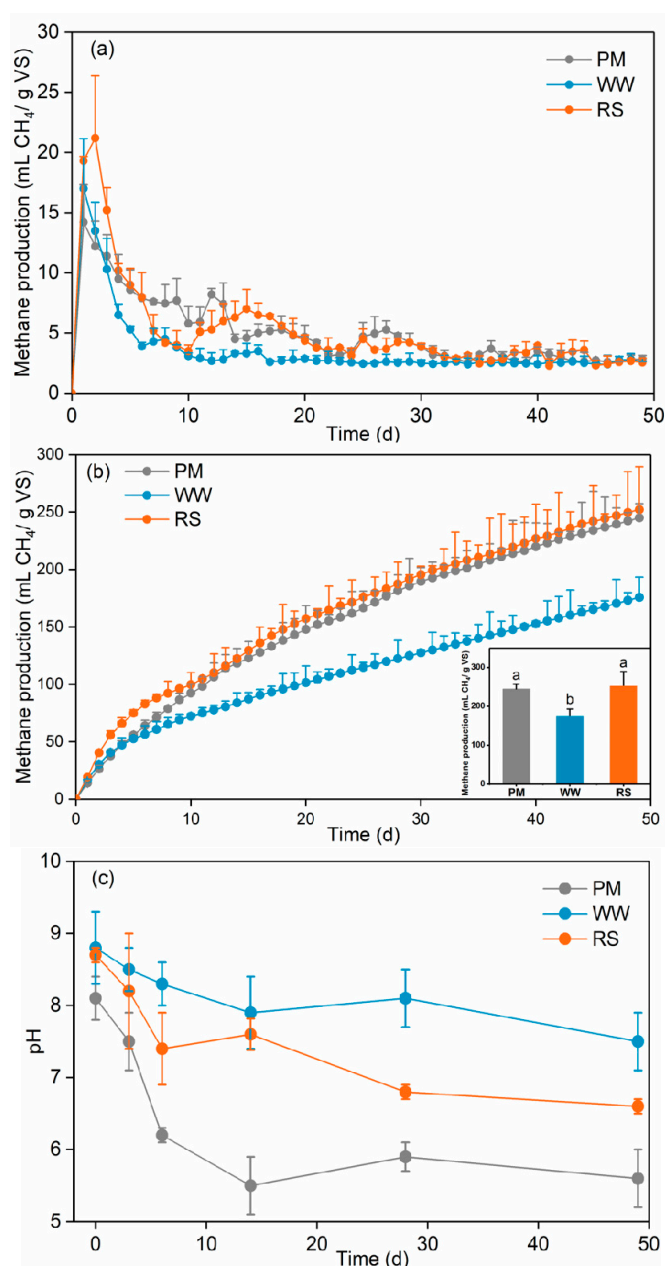 (a)
PM
WW
RS
Methane production (mL CH₄/ g VS)
30
25
20
15
10
5
0
0 10 20 30 40 50
Time (d)
(b)
PM
WW
RS
Methane production (mL CH₄/ g VS)
300
250
200
150
100
50
0
0 10 20 30 40 50
Time (d)
Methane production (mL CH₄/ g VS)
300
200
100
0
a
b
a
PM WW RS
(c)
PM
WW
RS
pH
10
9
8
7
6
5
0 10 20 30 40 50
Time (d)